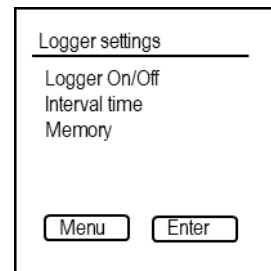 Logger settings
Logger On/Off
Interval time
Memory
Menu Enter